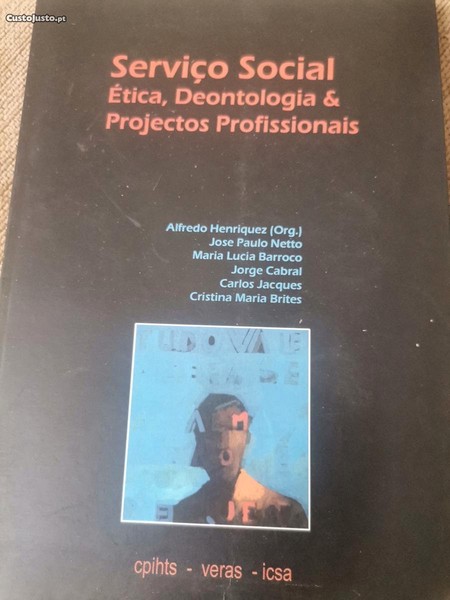 CustoJusto.pt
Serviço Social
Ética, Deontologia &
Projectos Profissionais
Alfredo Henriquez (Org.)
Jose Paulo Netto
Maria Lucia Barroco
Jorge Cabral
Carlos Jacques
Cristina Maria Brites
cpihts - veras - icsa